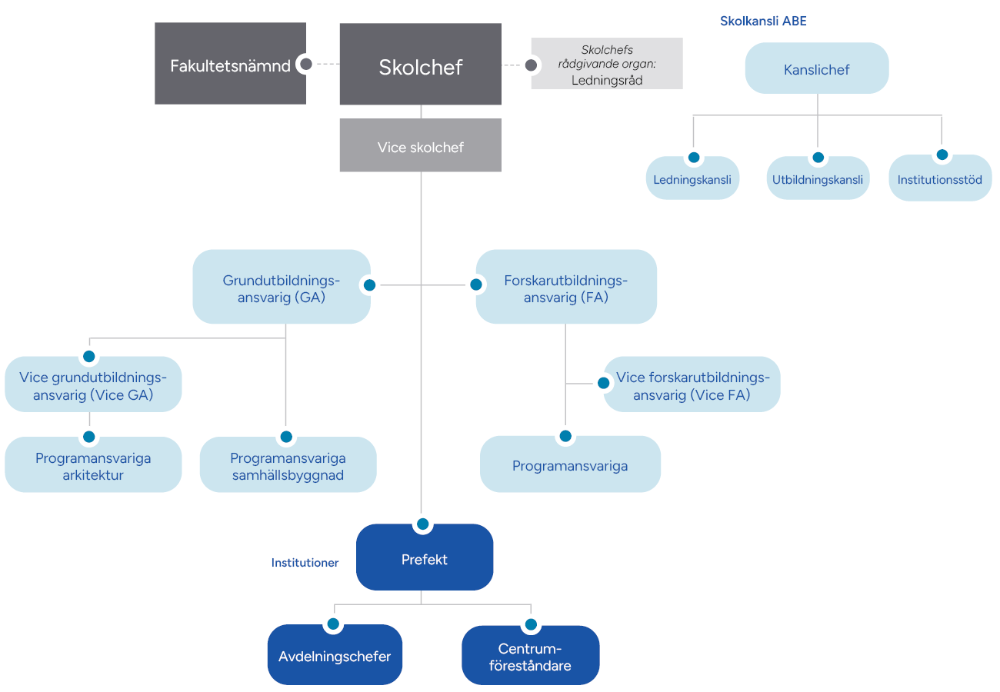 Fakultetsnämnd
Skolchef
Skolchefs
rådgivande organ:
Ledningsråd
Vice skolchef
Skolkansli ABE
Kanslichef
Ledningskansli
Utbildningskansli
Institutionsstöd
Grundutbildnings-
ansvarig (GA)
Forskarutbildnings-
ansvarig (FA)
Vice grundutbildnings-
ansvarig (Vice GA)
Vice forskarutbildnings-
ansvarig (Vice FA)
Programansvariga
arkitektur
Programansvariga
samhällsbyggnad
Programansvariga
Institutioner
Prefekt
Avdelningschefer
Centrum-
föreståndare